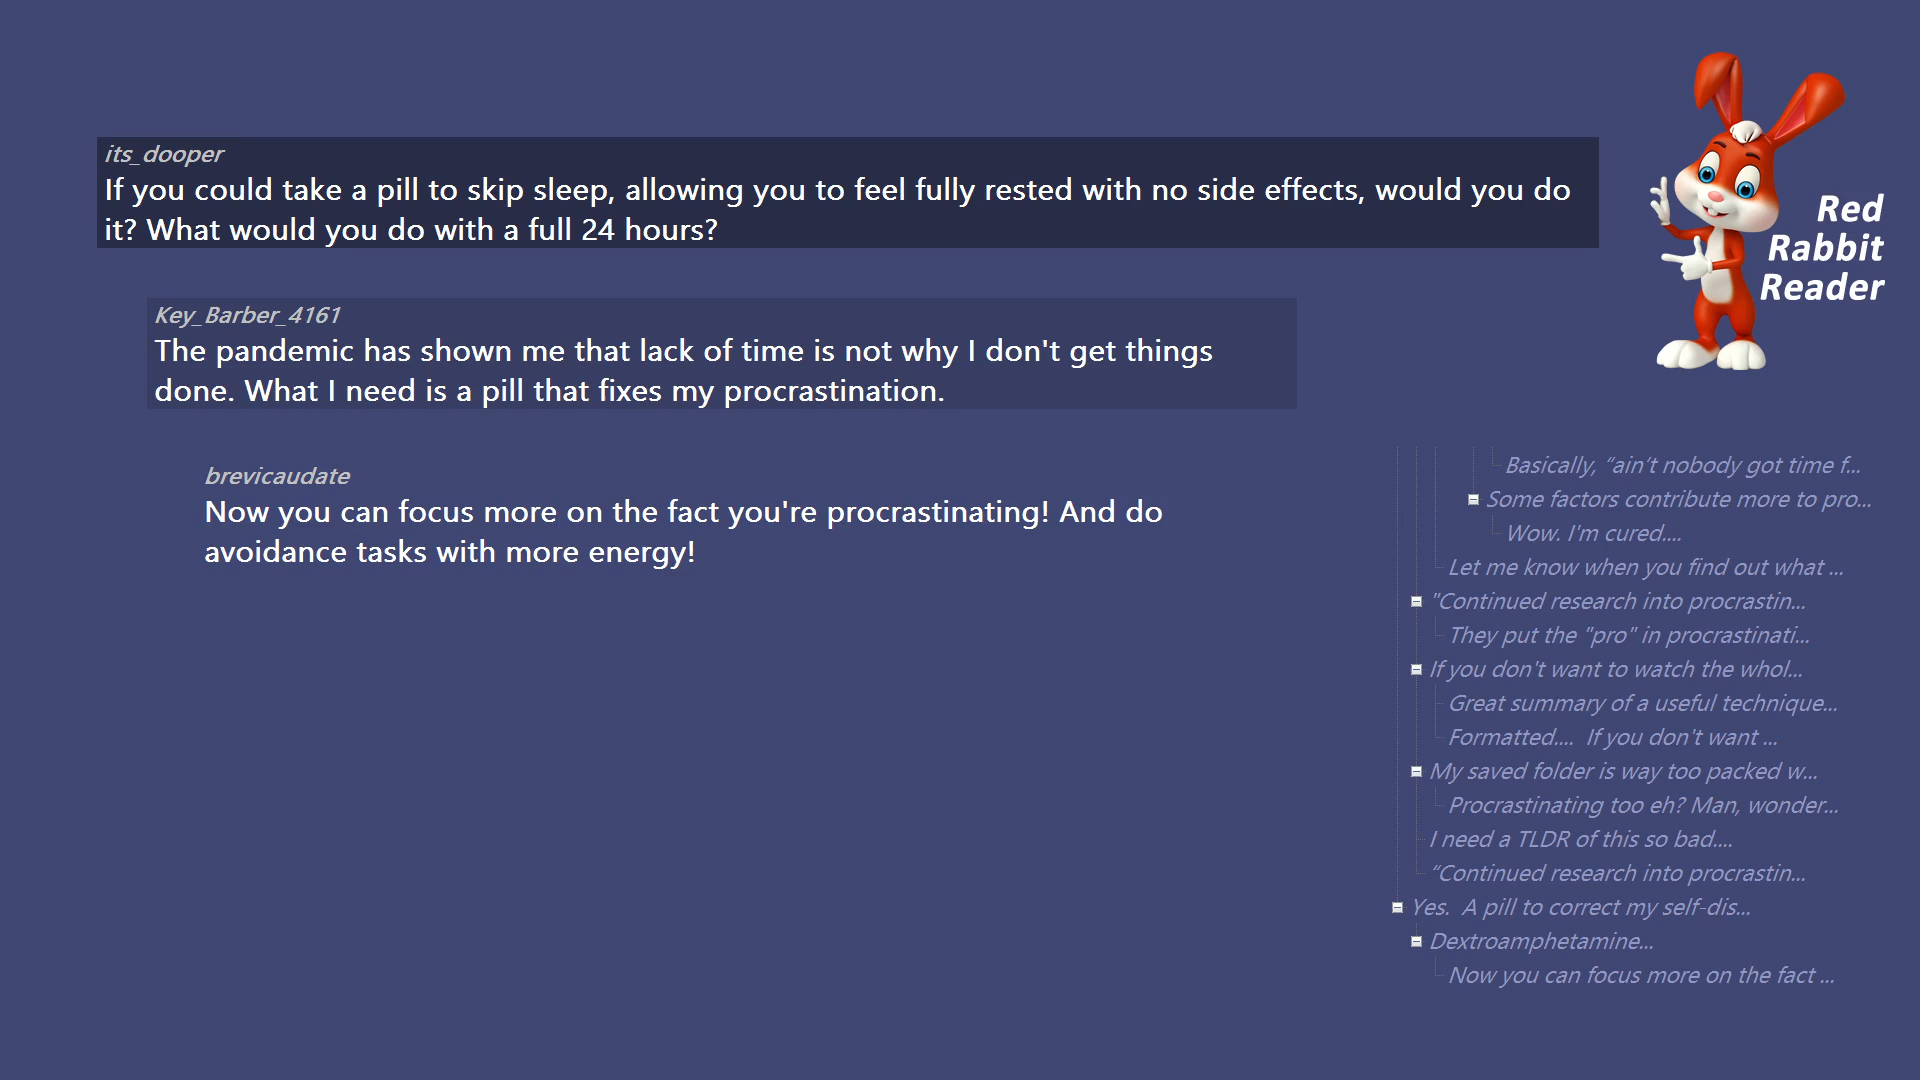 its_dooper
If you could take a pill to skip sleep, allowing you to feel fully rested with no side effects, would you do
it? What would you do with a full 24 hours?
Key_Barber_4161
The pandemic has shown me that lack of time is not why I don't get things
done. What I need is a pill that fixes my procrastination.
brevicaudate
Now you can focus more on the fact you're procrastinating! And do
avoidance tasks with more energy!
Red
Rabbit
Reader
Basically, “ain’t nobody got time f...
Some factors contribute more to pro...
Wow. I'm cured....
Let me know when you find out what ...
"Continued research into procrastin...
They put the "pro" in procrastinati...
If you don't want to watch the whol...
Great summary of a useful technique...
Formatted....  If you don't want ...
My saved folder is way too packed w...
Procrastinating too eh? Man, wonder...
I need a TLDR of this so bad....
“Continued research into procrastin...
Yes.  A pill to correct my self-dis...
Dextroamphetamine...
Now you can focus more on the fact ...